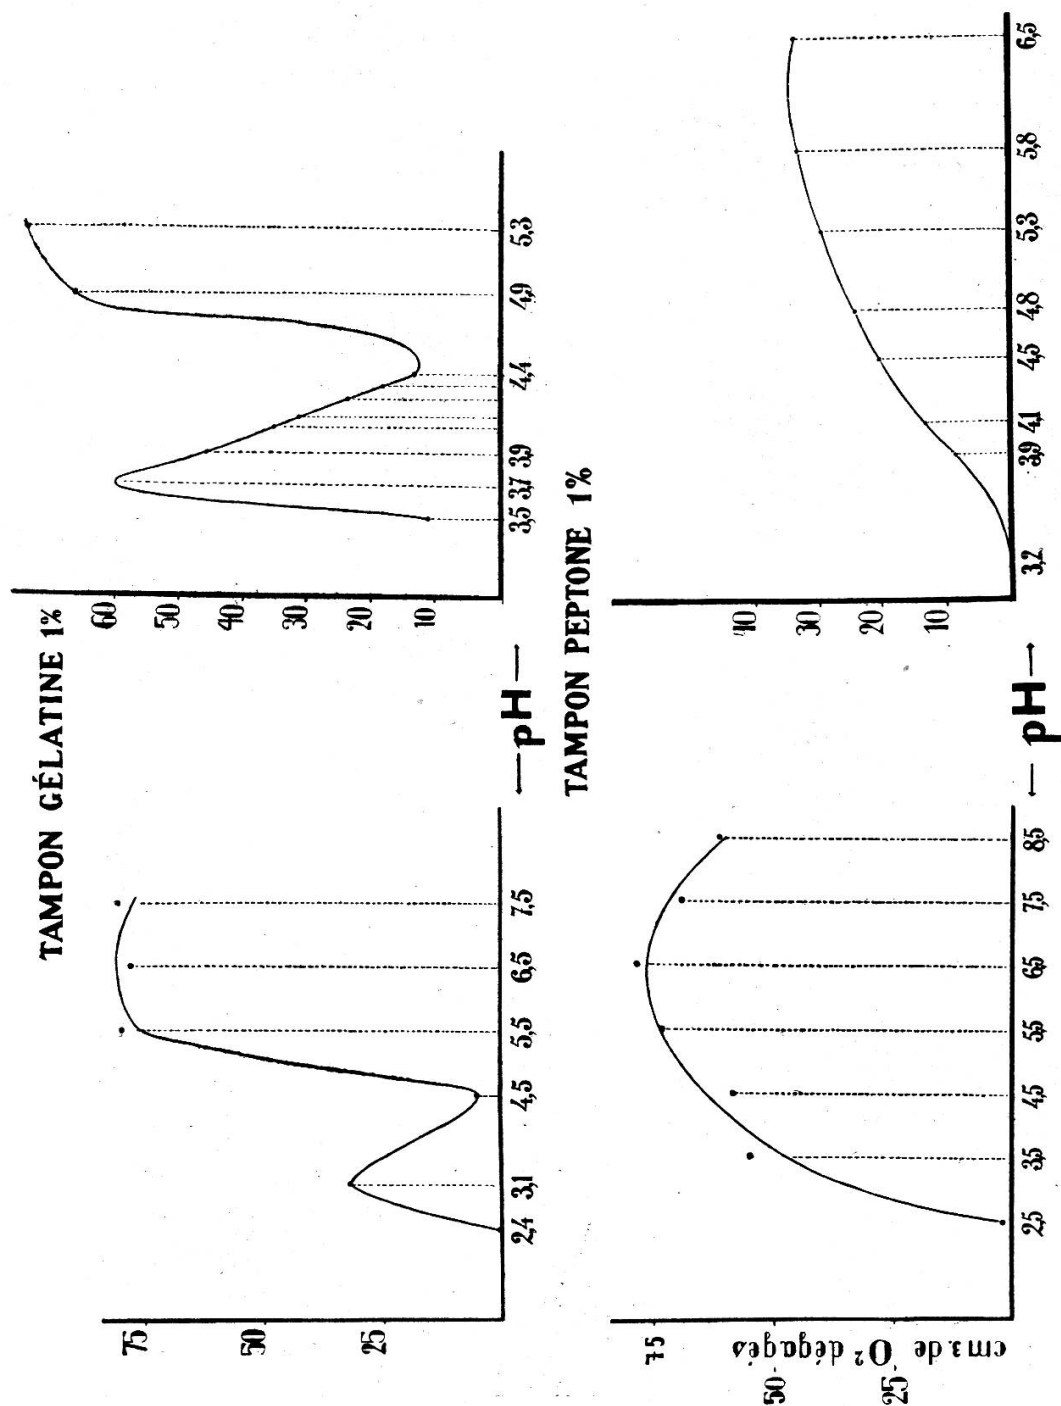 TAMPON GÉLATINE 1%
75
50
25
2,4 3,1 4,5 5,5 6,5 7,5
60
50
40
30
20
10
3,5 3,7 3,9 4,4 4,9 5,3
←pH→
TAMPON PEPTONE 1%
cm3. de O² dégagés
75
50
25
2,5 3,5 4,5 5,5 6,5 7,5 8,5
40
30
20
10
3,2 3,9 4,1 4,5 4,8 5,3 5,8 6,5
← pH→